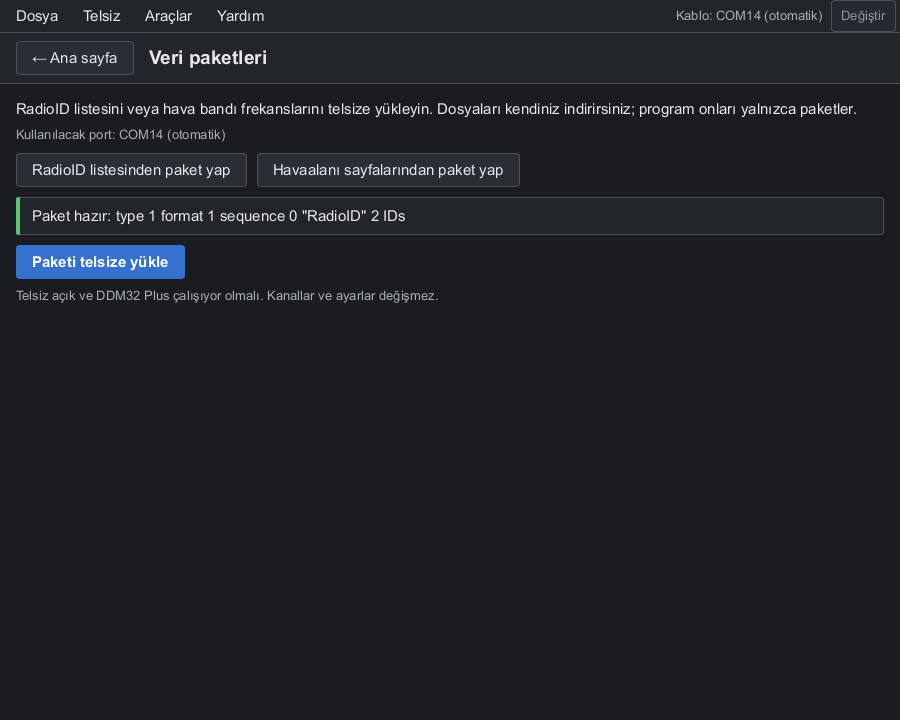 Dosya Telsiz Araçlar Yardım Kablo: COM14 (otomatik) Değiştir
← Ana sayfa Veri paketleri
RadioID listesini veya hava bandı frekanslarını telsize yükleyin. Dosyaları kendiniz indirirsiniz; program onları yalnızca paketler.
Kullanılacak port: COM14 (otomatik)
RadioID listesinden paket yap Havaalanı sayfalarından paket yap
Paket hazır: type 1 format 1 sequence 0 "RadioID" 2 IDs
Paketi telsize yükle
Telsiz açık ve DDM32 Plus çalışıyor olmalı. Kanallar ve ayarlar değişmez.